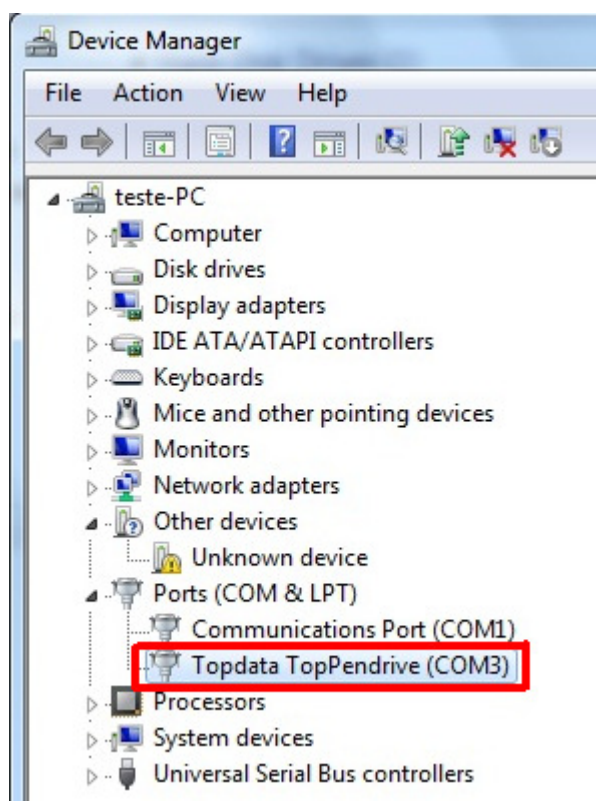 Device Manager
File Action View Help
teste-PC
Computer
Disk drives
Display adapters
IDE ATA/ATAPI controllers
Keyboards
Mice and other pointing devices
Monitors
Network adapters
Other devices
Unknown device
Ports (COM & LPT)
Communications Port (COM1)
Topdata TopPendrive (COM3)
Processors
System devices
Universal Serial Bus controllers